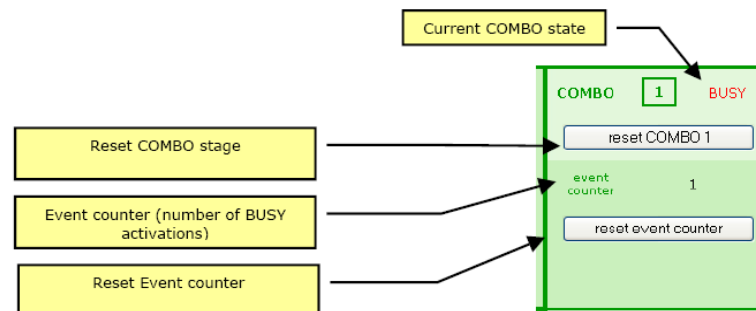 Current COMBO state
COMBO 1 BUSY
Reset COMBO stage
reset COMBO 1
event
counter
1
Event counter (number of BUSY
activations)
reset event counter
Reset Event counter